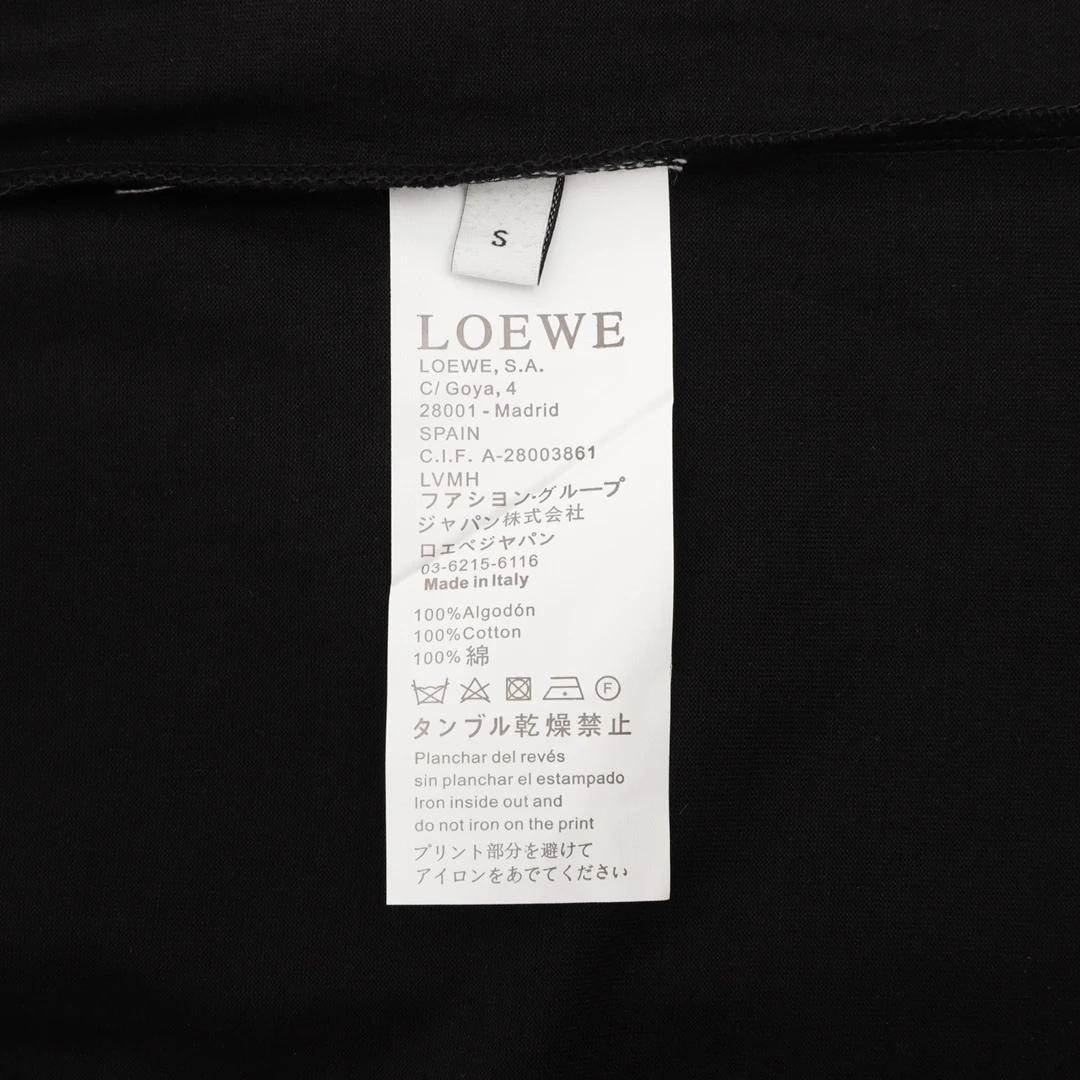 S
LOEWE
LOEWE, S.A.
C/ Goya, 4
28001 - Madrid
SPAIN
C.I.F. A-28003861
LVMH
フアシヨン·グループ
ジャパン株式会社
ロエベジャパン
03-6215-6116
Made in Italy
100%Algodón
100%Cotton
100% 綿
F
タンブル乾燥禁止
Planchar del revés
sin planchar el estampado
Iron inside out and
do not iron on the print
プリント部分を避けて
アイロンをあでてください